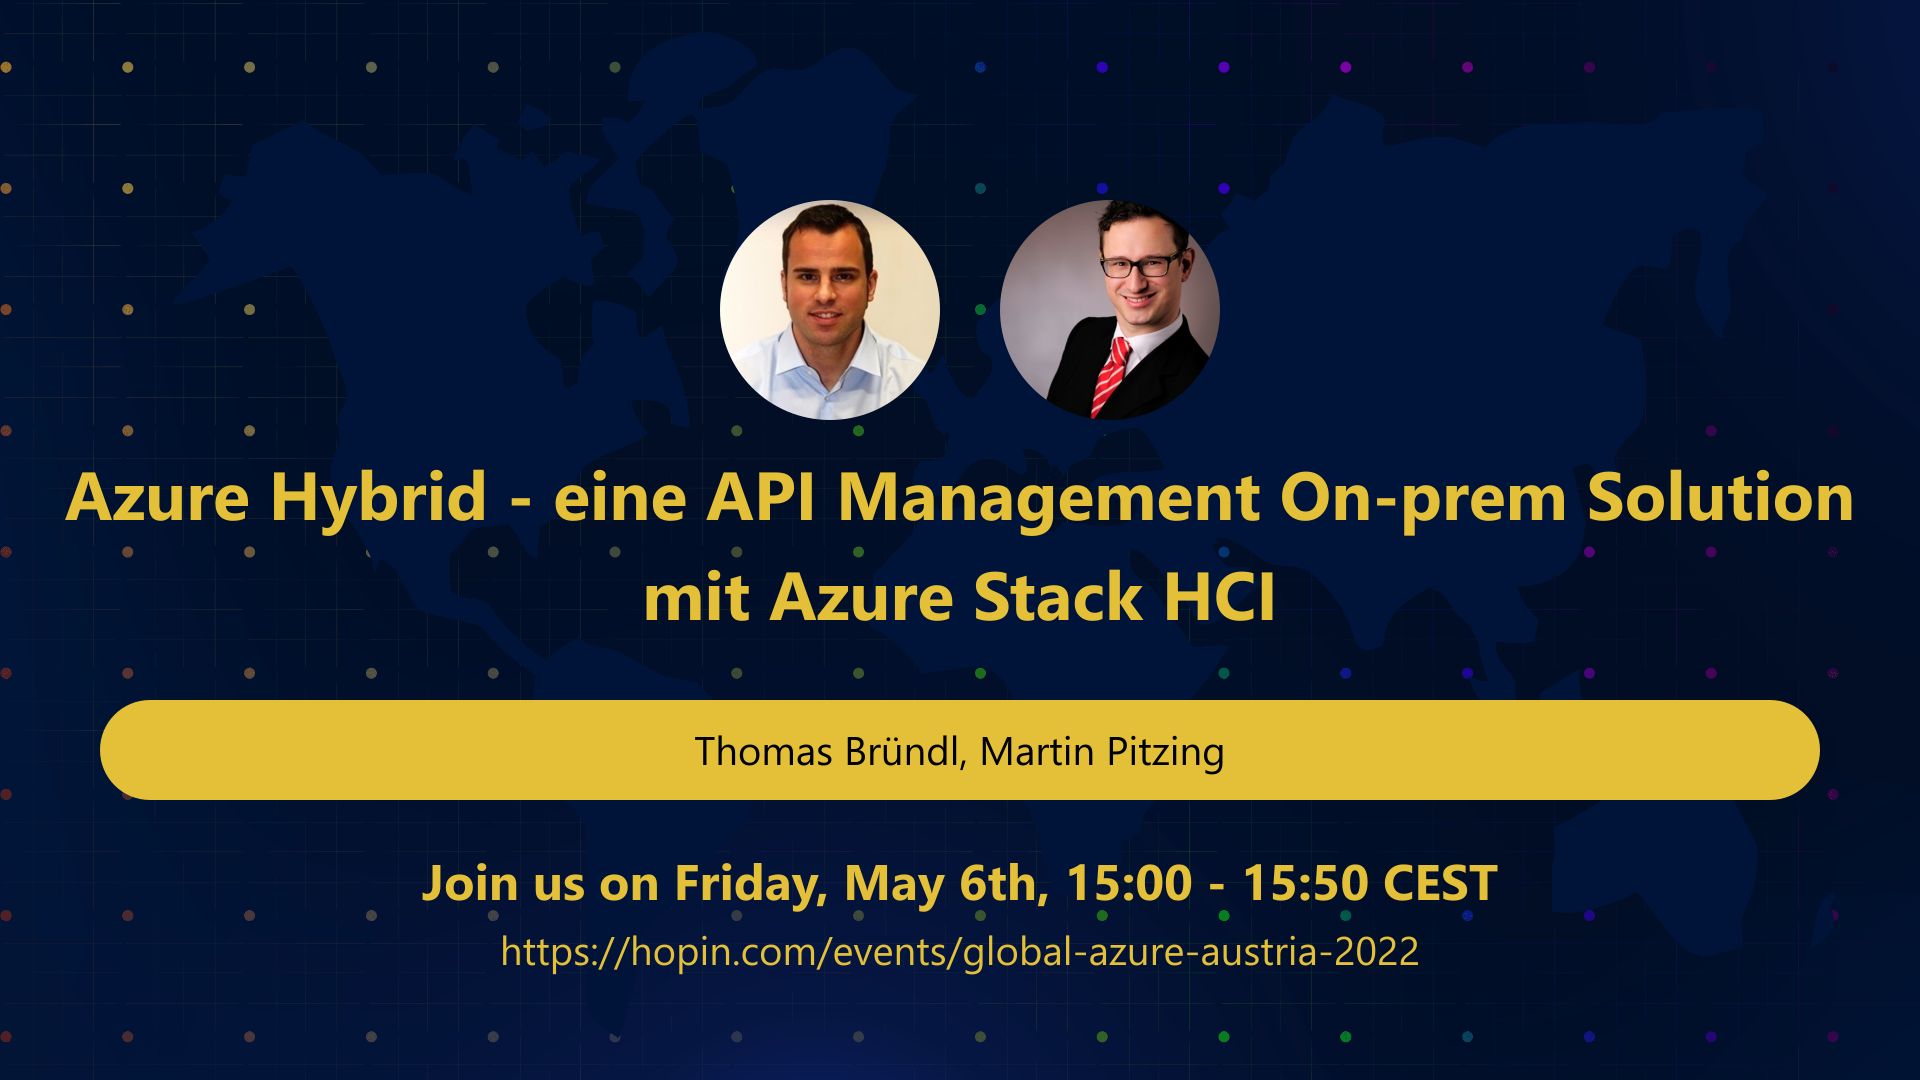 Azure Hybrid - eine API Management On-prem Solution
mit Azure Stack HCI
Thomas Bründl, Martin Pitzing
Join us on Friday, May 6th, 15:00 - 15:50 CEST
https://hopin.com/events/global-azure-austria-2022